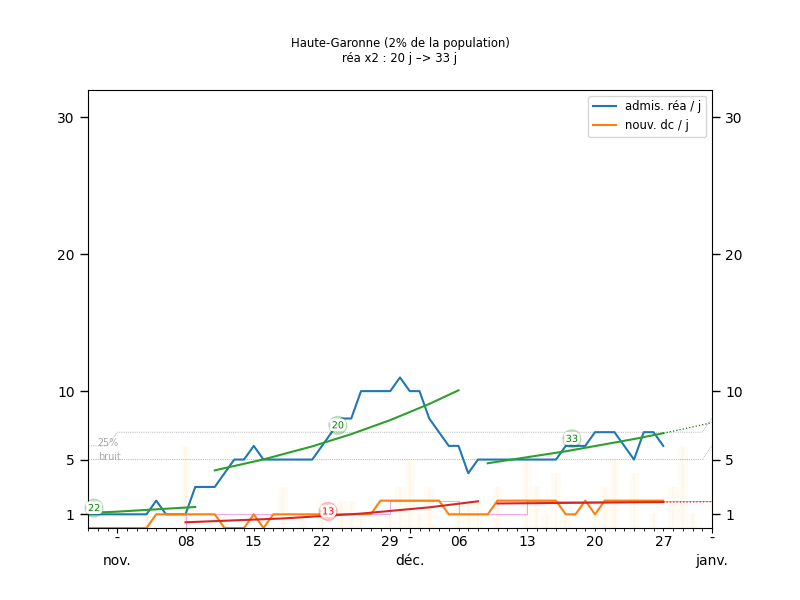 Haute-Garonne (2% de la population)
réa x2 : 20 j –> 33 j
admis. réa / j
nouv. dc / j
30
30
20
20
10
10
5
5
1
1
25%
bruit
22
20
13
33
08
15
22
29
06
13
20
27
nov.
déc.
janv.